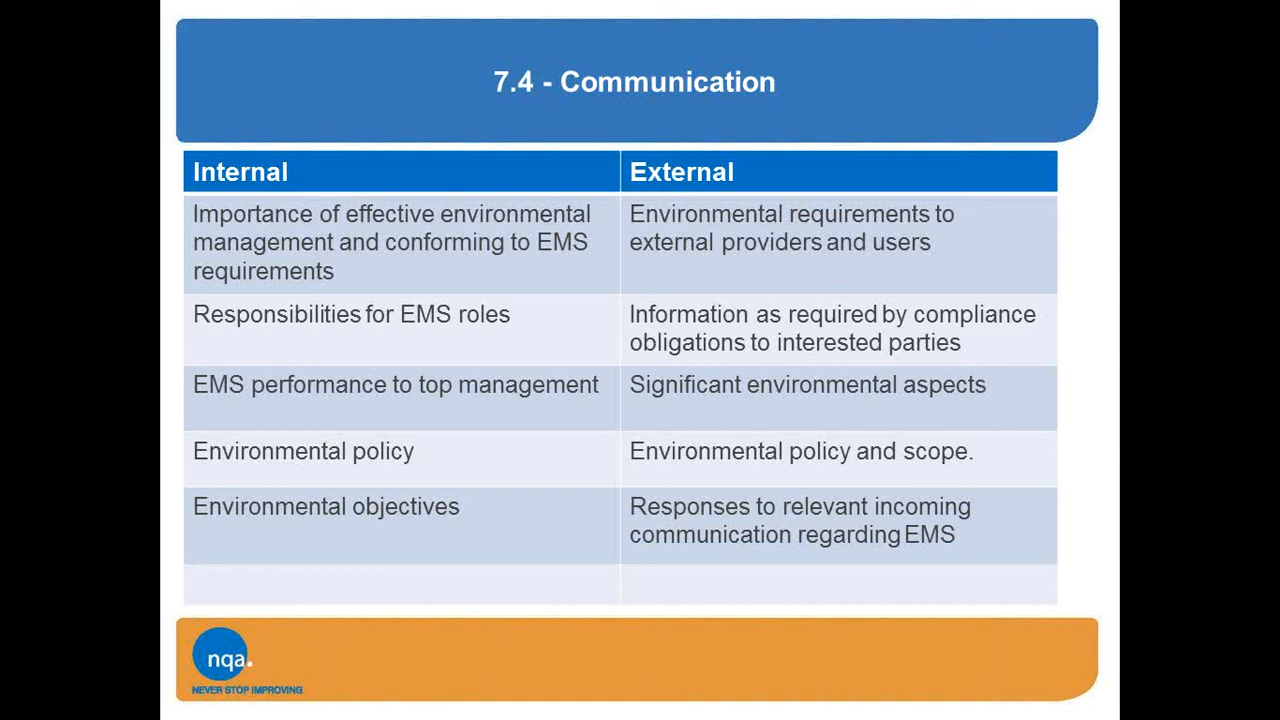 7.4 - Communication
Internal
External
Importance of effective environmental
management and conforming to EMS
requirements
Environmental requirements to
external providers and users
Responsibilities for EMS roles
Information as required by compliance
obligations to interested parties
EMS performance to top management
Significant environmental aspects
Environmental policy
Environmental policy and scope.
Environmental objectives
Responses to relevant incoming
communication regarding EMS
nqa.
NEVER STOP IMPROVING